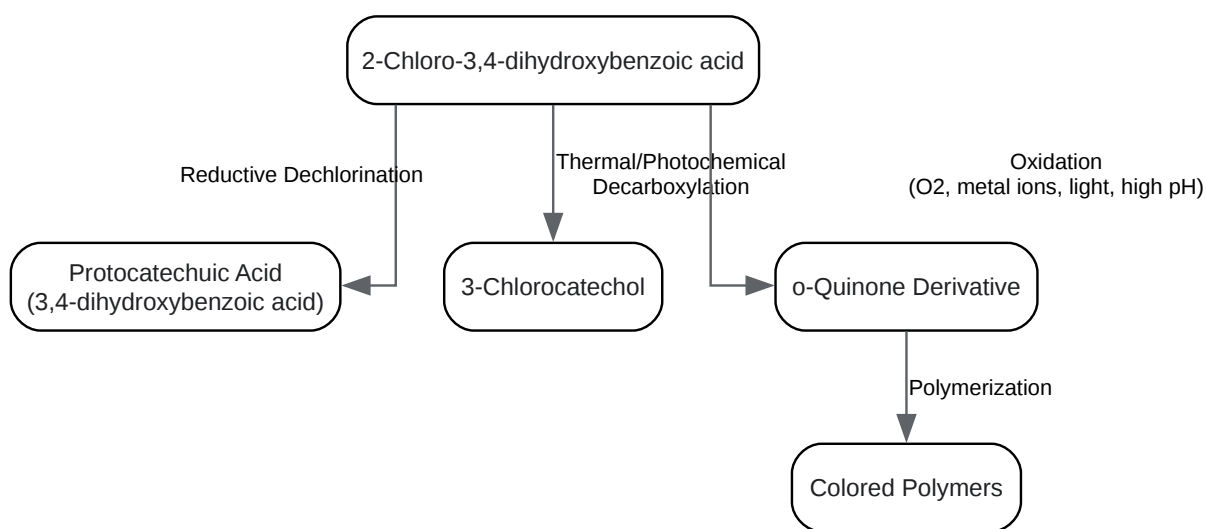 2-Chloro-3,4-dihydroxybenzoic acid
Reductive Dechlorination
Thermal/Photochemical
Decarboxylation
Oxidation
(O2, metal ions, light, high pH)
Protocatechuic Acid
(3,4-dihydroxybenzoic acid)
3-Chlorocatechol
o-Quinone Derivative
Polymerization
Colored Polymers